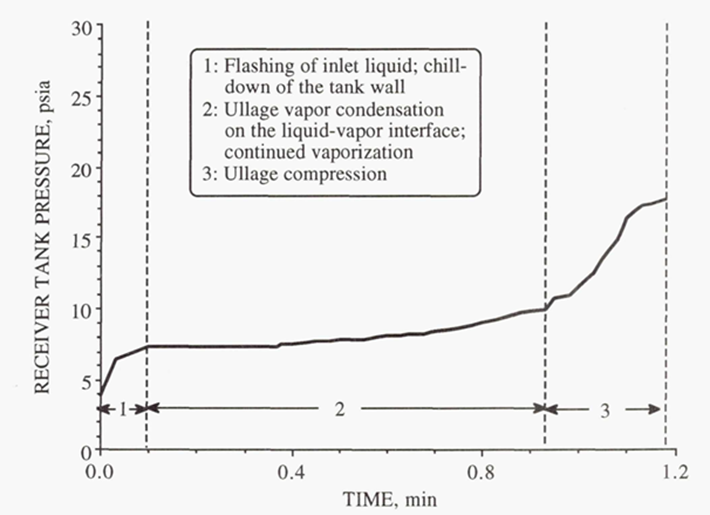 30
25
20
15
10
5
0
RECEIVER TANK PRESSURE, psia
1: Flashing of inlet liquid; chill-
down of the tank wall
2: Ullage vapor condensation
on the liquid-vapor interface;
continued vaporization
3: Ullage compression
1
2
3
0.0
0.4
0.8
1.2
TIME, min